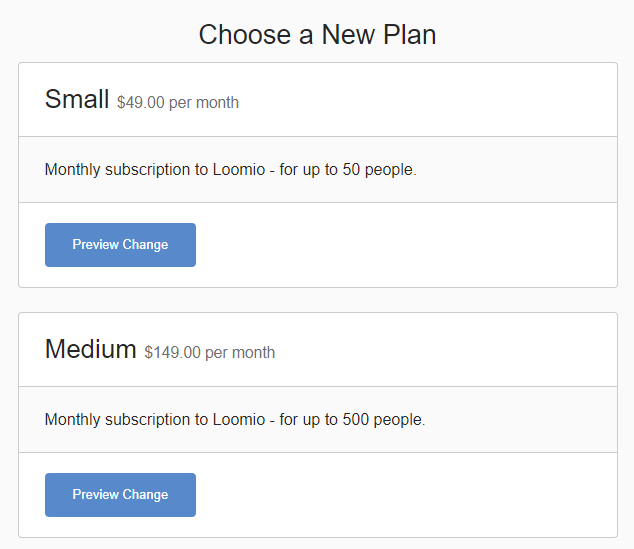 Choose a New Plan
Small $49.00 per month
Monthly subscription to Loomio - for up to 50 people.
Preview Change
Medium $149.00 per month
Monthly subscription to Loomio - for up to 500 people.
Preview Change